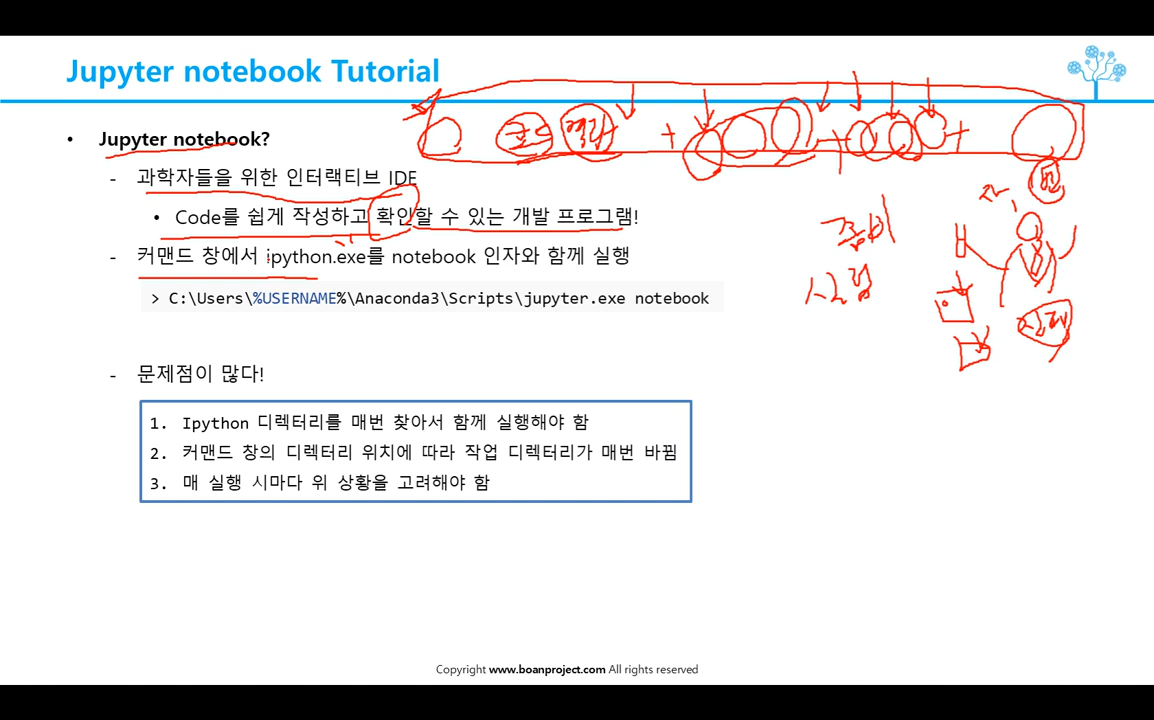 Jupyter notebook Tutorial
• Jupyter notebook?
- 과학자들을 위한 인터랙티브 IDE
• Code를 쉽게 작성하고 확인할 수 있는 개발 프로그램!
- 커맨드 창에서 ipython.exe를 notebook 인자와 함께 실행
> C:\Users\%USERNAME%\Anaconda3\Scripts\jupyter.exe notebook
- 문제점이 많다!
1. Ipython 디렉터리를 매번 찾아서 함께 실행해야 함
2. 커맨드 창의 디렉터리 위치에 따라 작업 디렉터리가 매번 바뀜
3. 매 실행 시마다 위 상황을 고려해야 함
코드
준비
Copyright www.boanproject.com All rights reserved